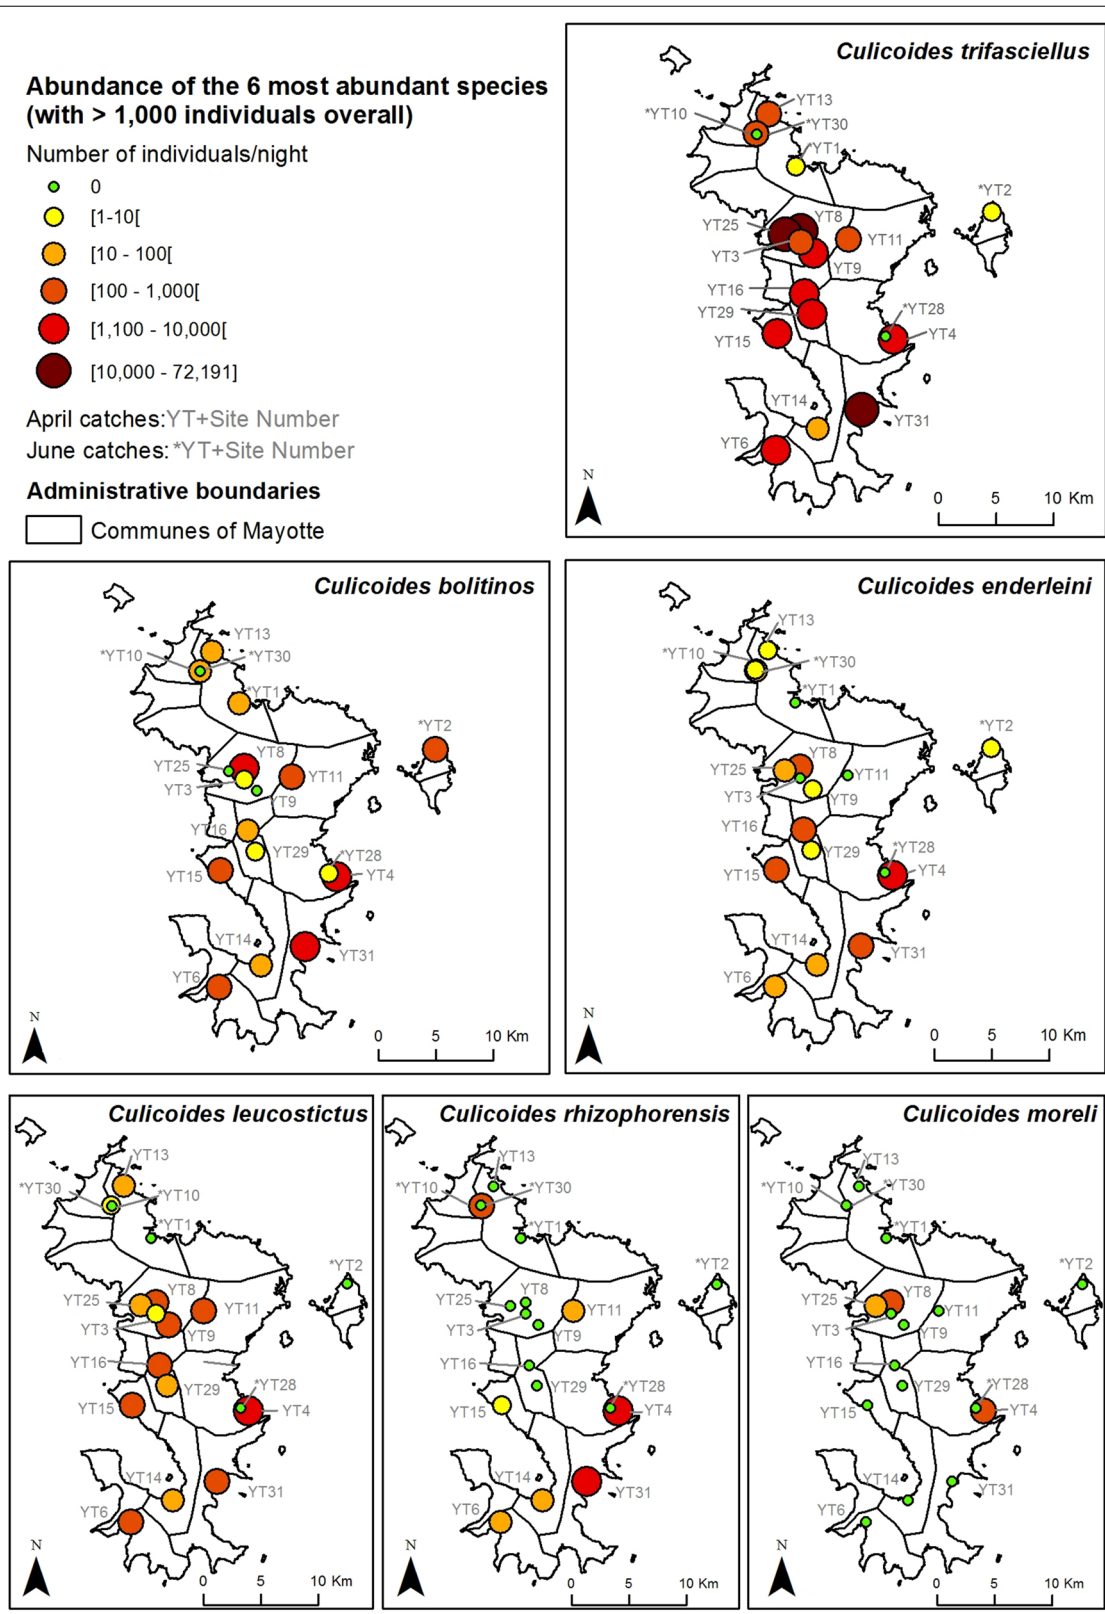 Abundance of the 6 most abundant species
(with > 1,000 individuals overall)
Number of individuals/night
0
[1-10[
[10 - 100[
[100 - 1,000[
[1,100 - 10,000[
[10,000 - 72,191]
April catches:YT+Site Number
June catches: *YT+Site Number
Administrative boundaries
Communes of Mayotte
Culicoides trifasciellus
YT13
*YT10
*YT30
*YT1
*YT2
YT8
YT25
YT11
YT3
YT9
YT16
YT29
*YT28
YT15
YT4
YT14
YT31
YT6
N
0 5 10 Km
Culicoides bolitinos
YT13
*YT10
*YT30
*YT1
*YT2
YT8
YT25
YT11
YT3
YT9
YT16
YT29
*YT28
YT15
YT4
YT14
YT31
YT6
N
0 5 10 Km
Culicoides enderleini
YT13
*YT10
*YT30
*YT1
*YT2
YT8
YT25
YT11
YT3
YT9
YT16
YT29
*YT28
YT15
YT4
YT14
YT31
YT6
N
0 5 10 Km
Culicoides leucostictus
YT13
*YT30
*YT10
*YT1
*YT2
YT8
YT25
YT11
YT3
YT9
YT16
YT29
*YT28
YT15
YT4
YT14
YT31
YT6
N
0 5 10 Km
Culicoides rhizophorensis
YT13
*YT10
*YT30
*YT1
*YT2
YT8
YT25
YT11
YT3
YT9
YT16
YT29
*YT28
YT15
YT4
YT14
YT31
YT6
N
0 5 10 Km
Culicoides moreli
YT13
*YT10
*YT30
*YT1
*YT2
YT8
YT25
YT11
YT3
YT9
YT16
YT29
*YT28
YT15
YT4
YT14
YT31
YT6
N
0 5 10 Km